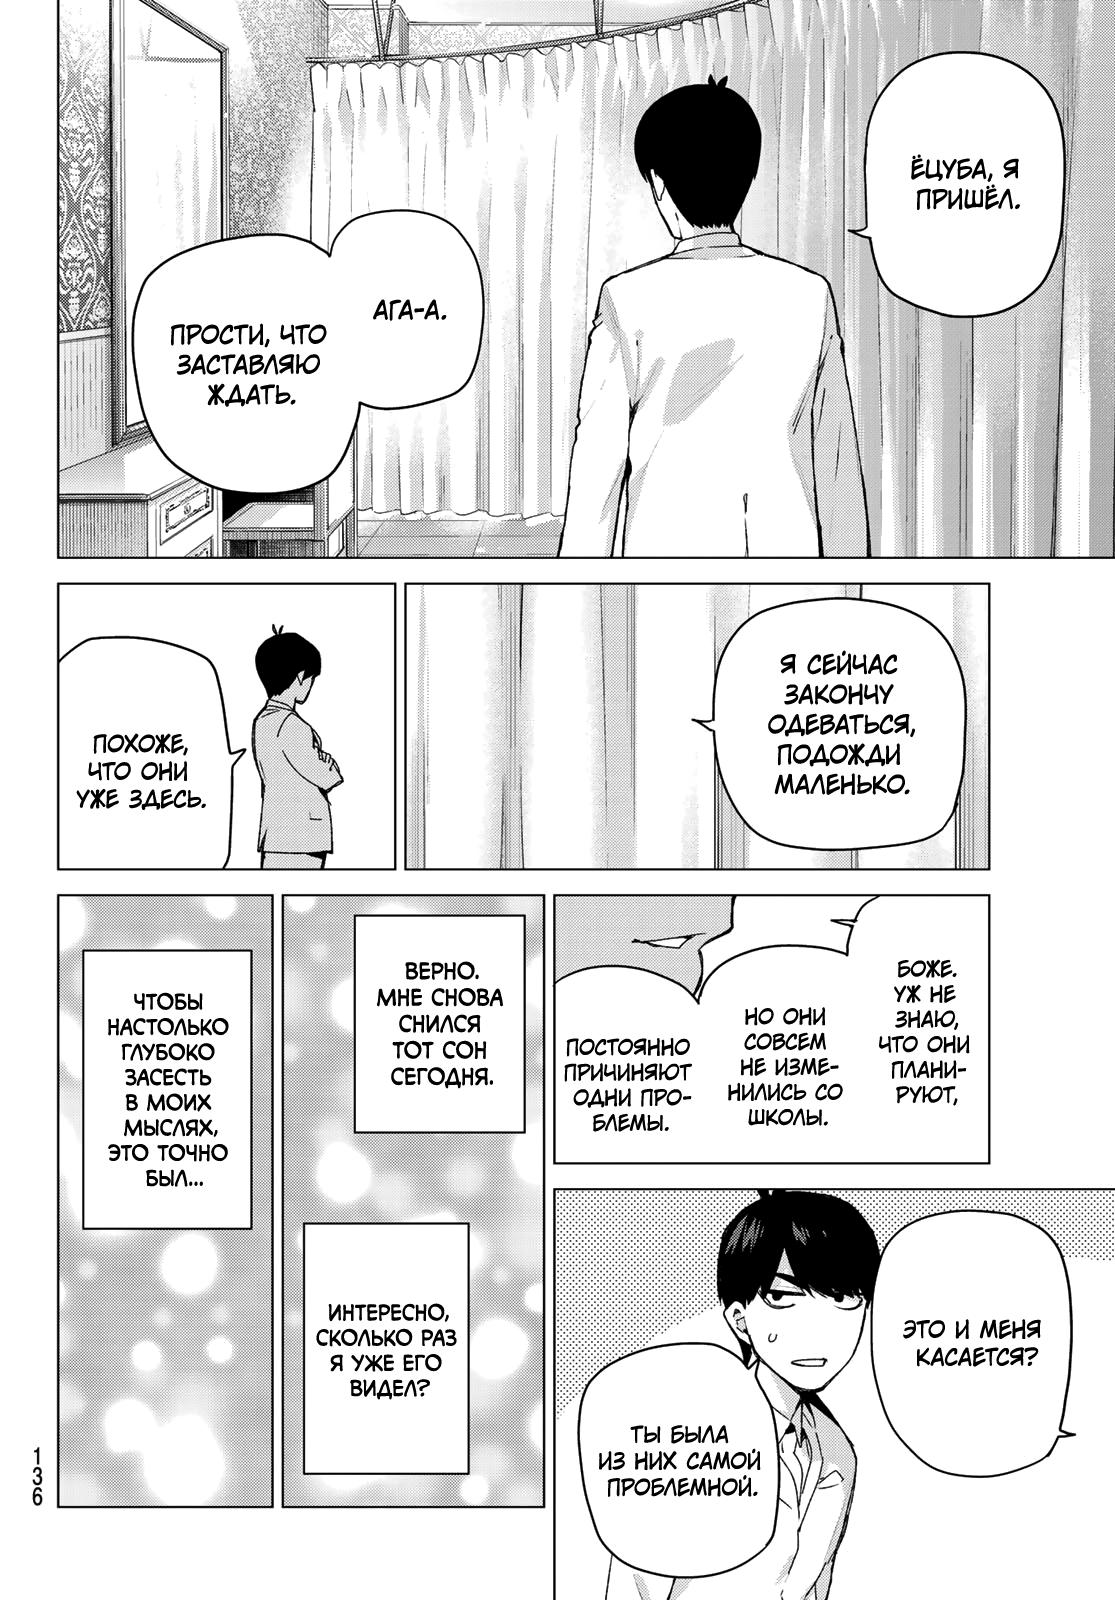 ЁЦУБА, Я
ПРИШЁЛ.
АГА-А.
ПРОСТИ, ЧТО
ЗАСТАВЛЯЮ
ЖДАТЬ.
Я СЕЙЧАС
ЗАКОНЧУ
ОДЕВАТЬСЯ,
ПОДОЖДИ
МАЛЕНЬКО.
ПОХОЖЕ,
ЧТО ОНИ
УЖЕ ЗДЕСЬ.
БОЖЕ.
УЖ НЕ
ЗНАЮ,
ЧТО ОНИ
ПЛАНИ-
РУЮТ,
НО ОНИ
СОВСЕМ
НЕ ИЗМЕ-
НИЛИСЬ СО
ШКОЛЫ.
ПОСТОЯННО
ПРИЧИНЯЮТ
ОДНИ ПРО-
БЛЕМЫ.
ЭТО И МЕНЯ
КАСАЕТСЯ?
ТЫ БЫЛА
ИЗ НИХ САМОЙ
ПРОБЛЕМНОЙ.
ВЕРНО.
МНЕ СНОВА
СНИЛСЯ
ТОТ СОН
СЕГОДНЯ.
ИНТЕРЕСНО,
СКОЛЬКО РАЗ
Я УЖЕ ЕГО
ВИДЕЛ?
ЧТОБЫ
НАСТОЛЬКО
ГЛУБОКО
ЗАСЕСТЬ
В МОИХ
МЫСЛЯХ,
ЭТО ТОЧНО
БЫЛ...
136